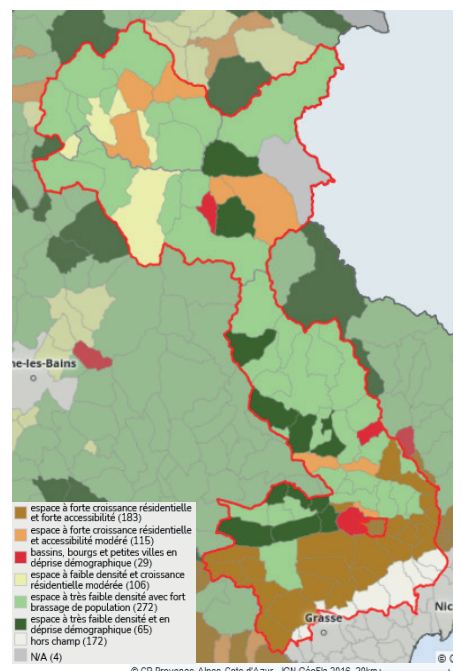 ne-les-Bains
espace à forte croissance résidentielle
et forte accessibilité (183)
espace à forte croissance résidentielle
et accessibilité modéré (115)
bassins, bourgs et petites villes en
déprise démographique (29)
espace à faible densité et croissance
résidentielle modérée (106)
espace à très faible densité avec fort
brassage de population (272)
espace à très faible densité et en
déprise démographique (65)
hors champ (172)
N/A (4)
Grasse
Nic
©
© CR Provence-Alpes-Cote d'Azur - IGN GéoFla 2016